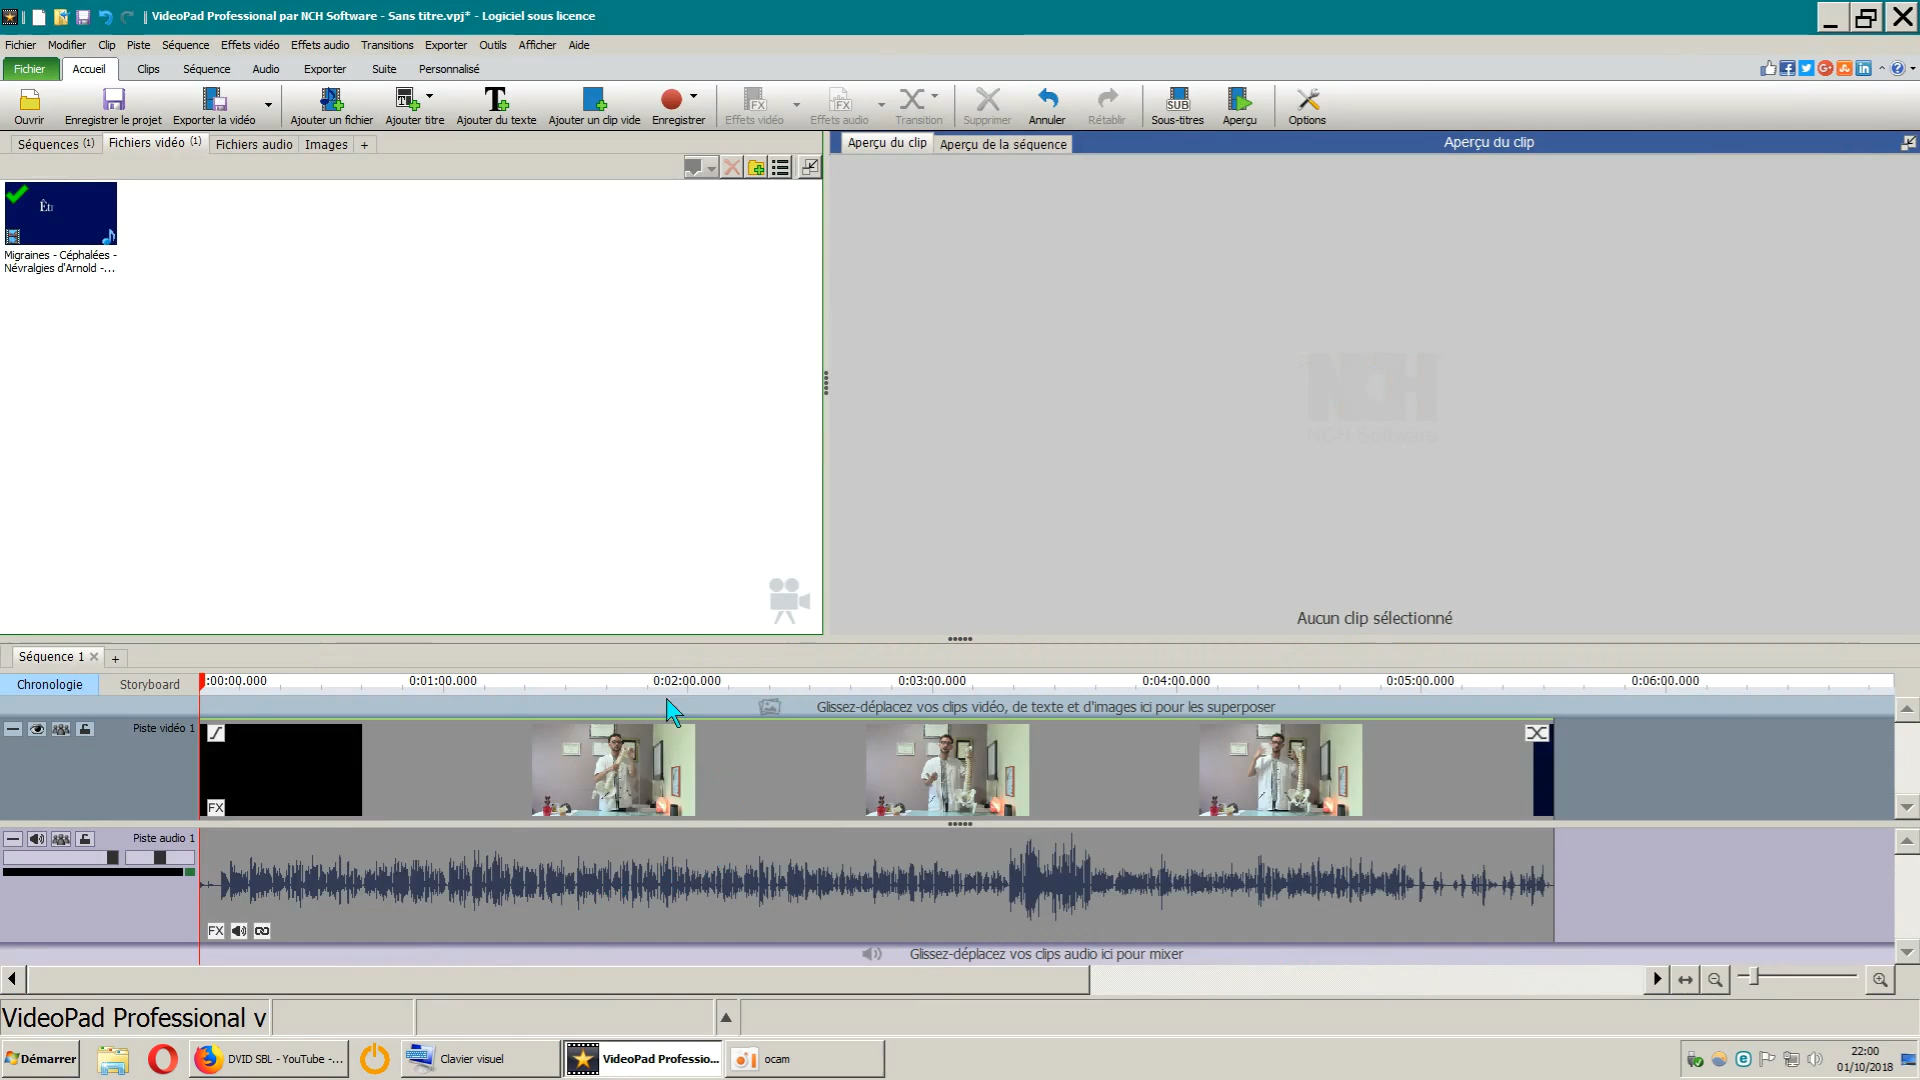 VideoPad Professional par NCH Software - Sans titre.vpj* - Logiciel sous licence
Fichier Modifier Clip Piste Séquence Effets vidéo Effets audio Transitions Exporter Outils Afficher Aide
Fichier Accueil Clips Séquence Audio Exporter Suite Personnalisé
Ouvrir Enregistrer le projet Exporter la vidéo Ajouter un fichier Ajouter titre Ajouter du texte Ajouter un clip vide Enregistrer Effets vidéo Effets audio Transition Supprimer Annuler Rétablir Sous-titres Aperçu Options
Séquences (1) Fichiers vidéo (1) Fichiers audio Images +
Aperçu du clip Aperçu de la séquence Aperçu du clip
Migraines - Céphalées -
Névralgies d'Arnold -...
NCH
NCH Software
Aucun clip sélectionné
Séquence 1 +
Chronologie Storyboard
:00:00.000 0:01:00.000 0:02:00.000 0:03:00.000 0:04:00.000 0:05:00.000 0:06:00.000
Glissez-déplacez vos clips vidéo, de texte et d'images ici pour les superposer
Piste vidéo 1
FX
Piste audio 1
FX
Glissez-déplacez vos clips audio ici pour mixer
VideoPad Professional v
Démarrer DVID SBL - YouTube -... Clavier visuel VideoPad Professio... ocam
22:00
01/10/2018